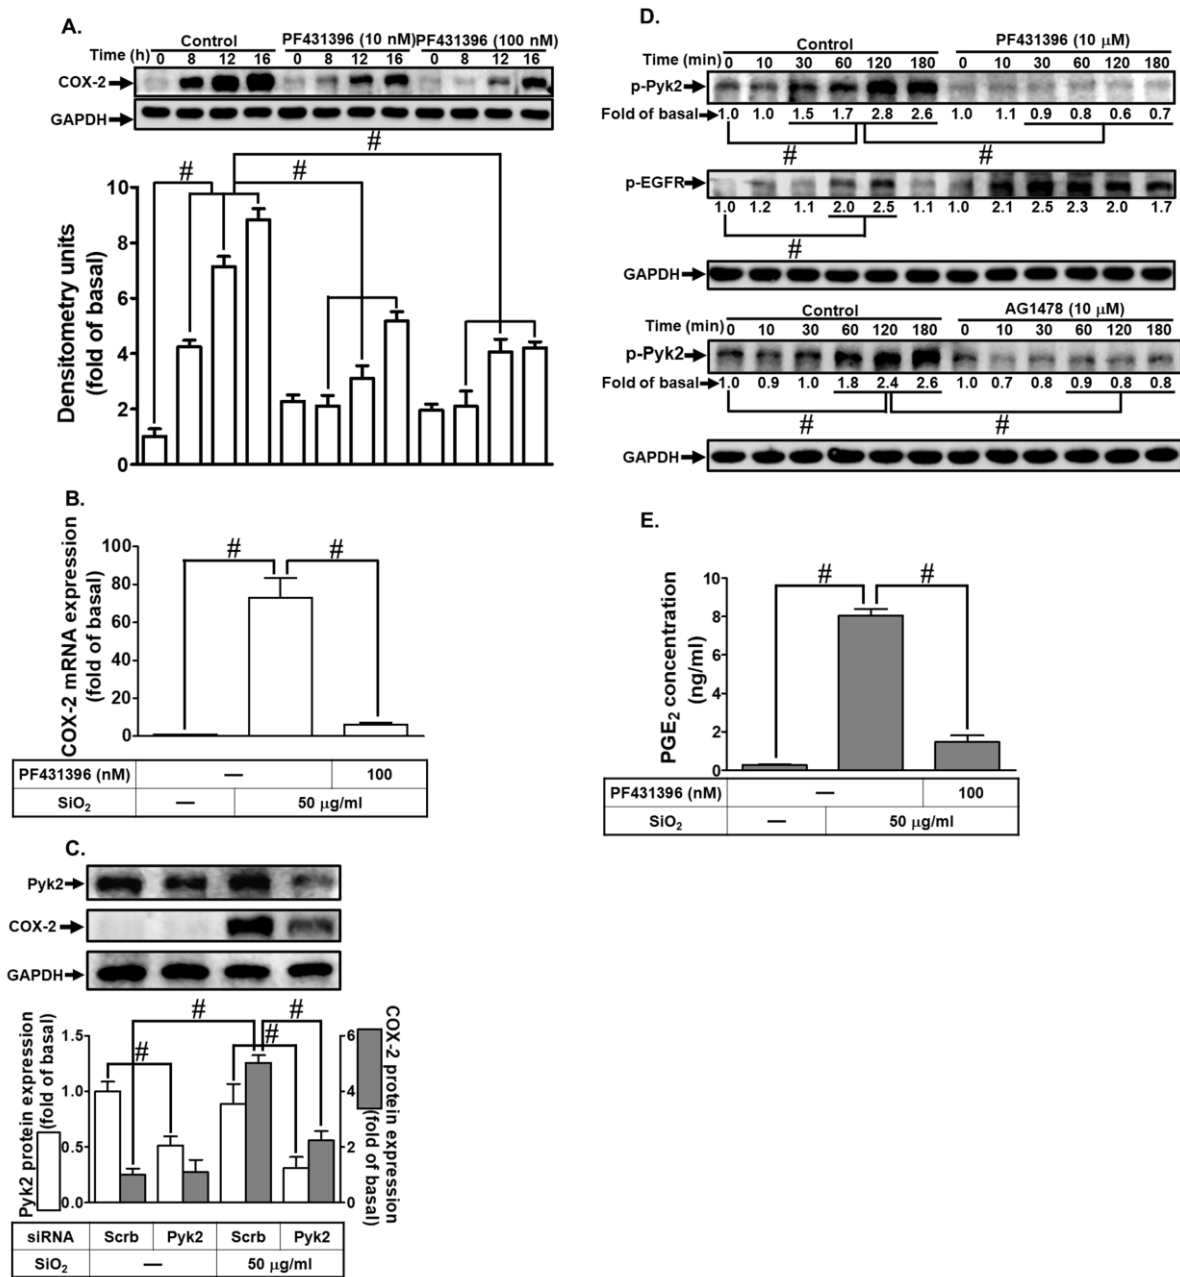 A.
Control PF431396 (10 nM) PF431396 (100 nM)
Time (h) 0 8 12 16 0 8 12 16 0 8 12 16
COX-2
GAPDH
#
# #
10
8
6
4
2
0
Densitometry units
(fold of basal)
B.
# #
100
80
60
40
20
0
COX-2 mRNA expression
(fold of basal)
PF431396 (nM) — 100
SiO₂ — 50 µg/ml
C.
Pyk2
COX-2
GAPDH
# #
# #
1.5
1.0
0.5
0.0
Pyk2 protein expression
(fold of basal)
6
4
2
0
COX-2 protein expression
(fold of basal)
siRNA Scrb Pyk2 Scrb Pyk2
SiO₂ — 50 µg/ml
D.
Control PF431396 (10 µM)
Time (min) 0 10 30 60 120 180 0 10 30 60 120 180
p-Pyk2
Fold of basal 1.0 1.0 1.5 1.7 2.8 2.6 1.0 1.1 0.9 0.8 0.6 0.7
# #
p-EGFR
1.0 1.2 1.1 2.0 2.5 1.1 1.0 2.1 2.5 2.3 2.0 1.7
#
GAPDH
Control AG1478 (10 µM)
Time (min) 0 10 30 60 120 180 0 10 30 60 120 180
p-Pyk2
Fold of basal 1.0 0.9 1.0 1.8 2.4 2.6 1.0 0.7 0.8 0.9 0.8 0.8
# #
GAPDH
E.
# #
10
8
6
4
2
0
PGE₂ concentration
(ng/ml)
PF431396 (nM) — 100
SiO₂ — 50 µg/ml